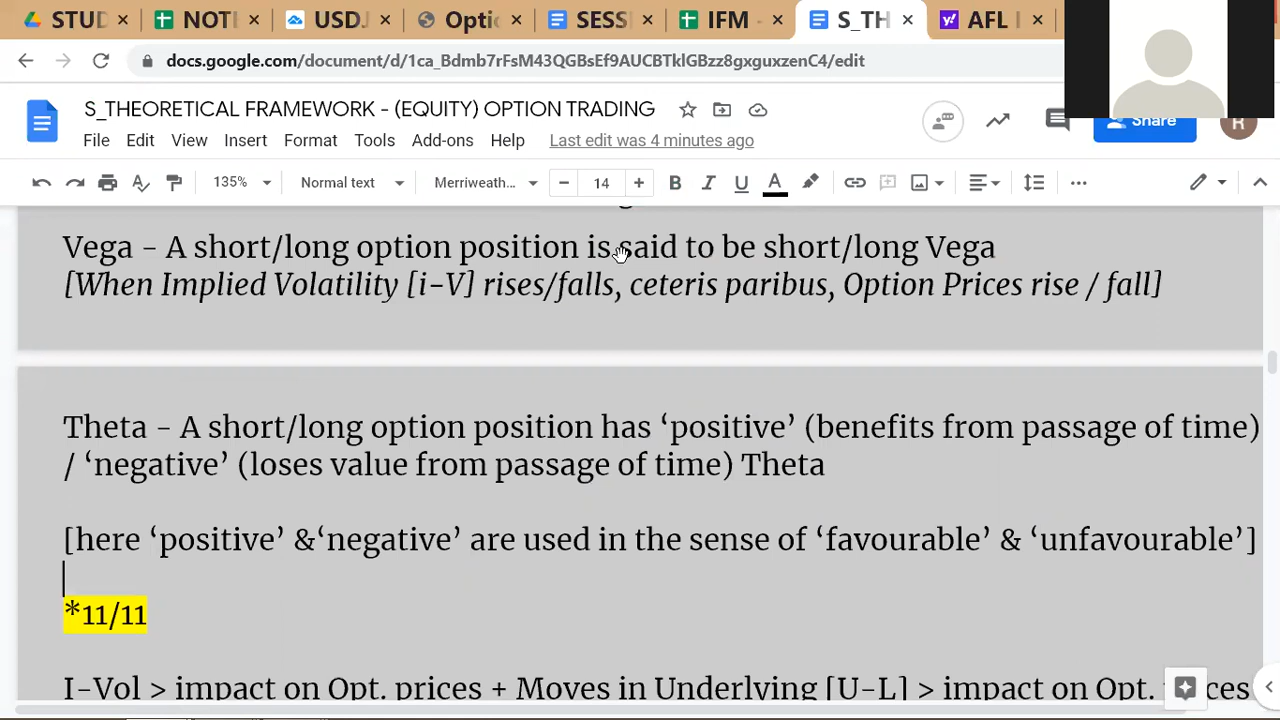 STUD
NOTI
USDJ
Optic
SESSI
IFM -
S_TH
AFL
docs.google.com/document/d/1ca_Bdmb7rFsM43QGBsEf9AUCBTklGBzz8gxguxzenC4/edit
S_THEORETICAL FRAMEWORK - (EQUITY) OPTION TRADING
Share
R
File Edit View Insert Format Tools Add-ons Help Last edit was 4 minutes ago
135% Normal text Merriweath... 14 B I U A
Vega - A short/long option position is said to be short/long Vega
[When Implied Volatility [i-V] rises/falls, ceteris paribus, Option Prices rise / fall]
Theta - A short/long option position has ‘positive’ (benefits from passage of time)
/ ‘negative’ (loses value from passage of time) Theta
[here ‘positive’ &‘negative’ are used in the sense of ‘favourable’ & ‘unfavourable’]
*11/11
I-Vol > impact on Opt. prices + Moves in Underlying [U-L] > impact on Opt.